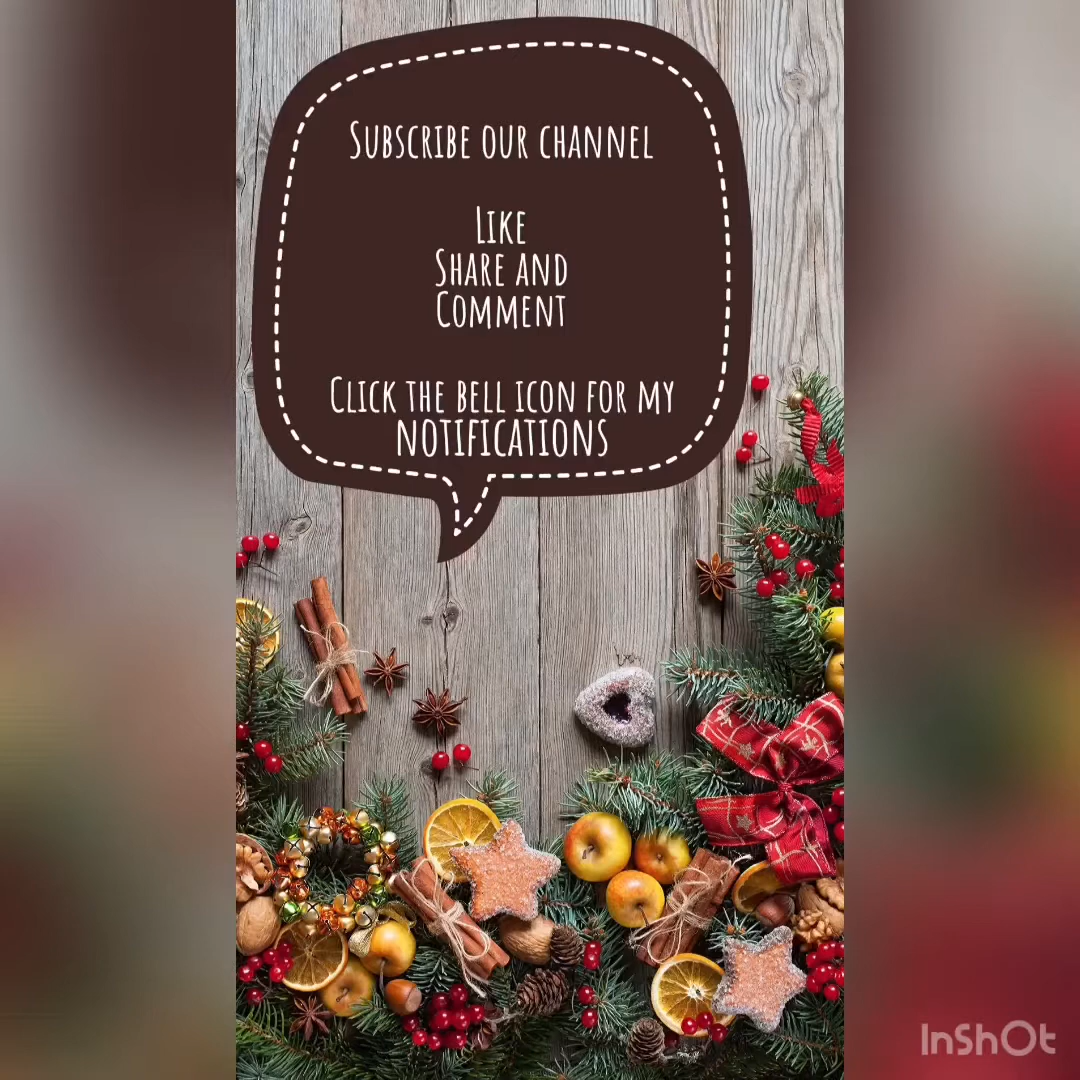 Subscribe our channel
Like
Share and
Comment
Click the bell icon for my
notifications
InShOt